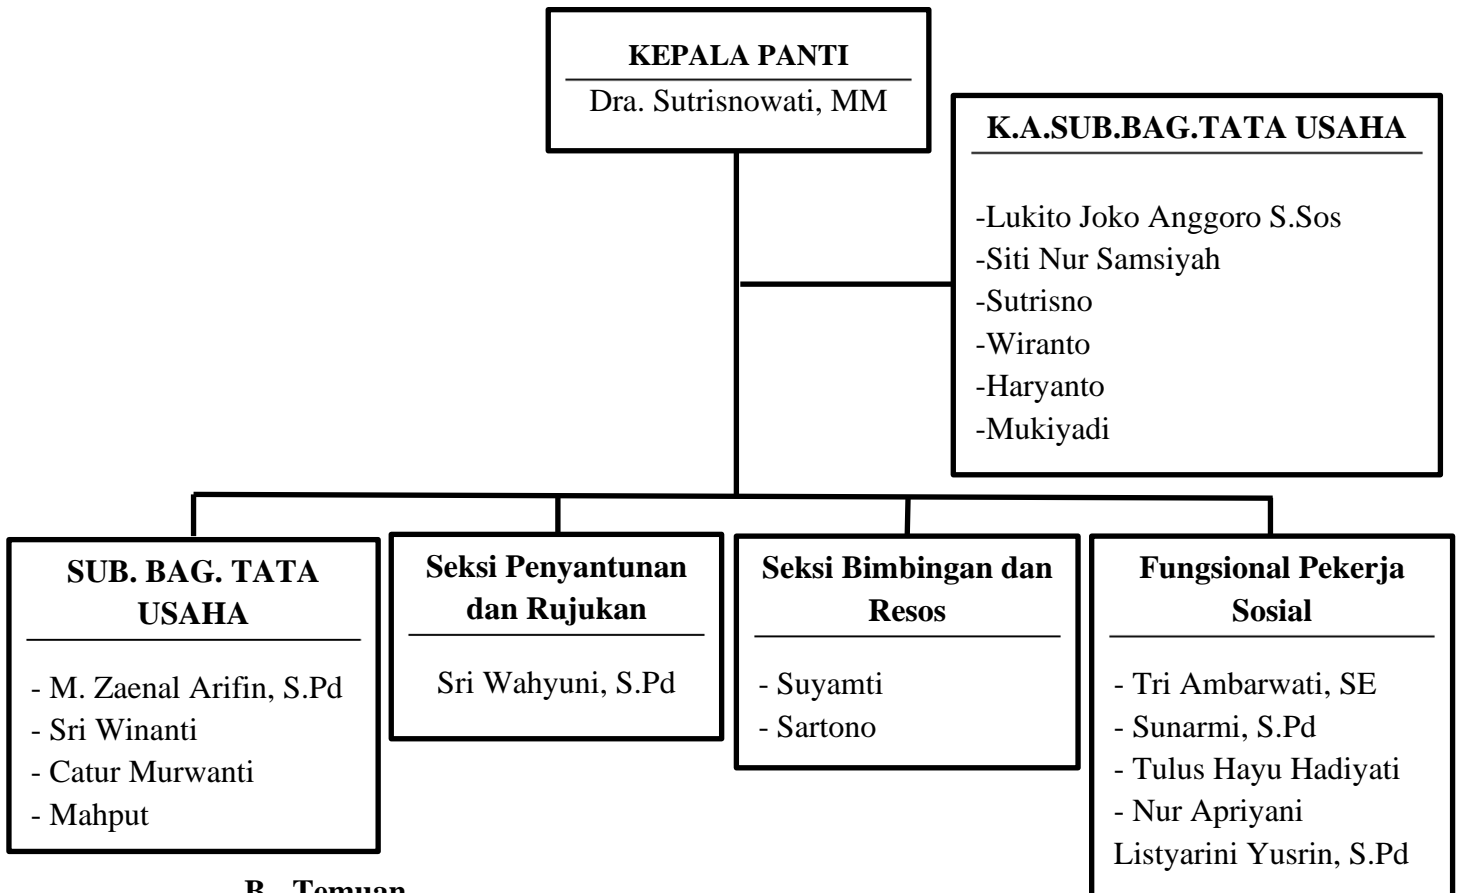 KEPALA PANTI
Dra. Sutrisnowati, MM
K.A.SUB.BAG.TATA USAHA
-Lukito Joko Anggoro S.Sos
-Siti Nur Samsiyah
-Sutrisno
-Wiranto
-Haryanto
-Mukiyadi
SUB. BAG. TATA
USAHA
- M. Zaenal Arifin, S.Pd
- Sri Winanti
- Catur Murwanti
- Mahput
Seksi Penyantunan
dan Rujukan
Sri Wahyuni, S.Pd
Seksi Bimbingan dan
Resos
- Suyamti
- Sartono
Fungsional Pekerja
Sosial
- Tri Ambarwati, SE
- Sunarmi, S.Pd
- Tulus Hayu Hadiyati
- Nur Apriyani
Listyarini Yusrin, S.Pd
B. Temuan